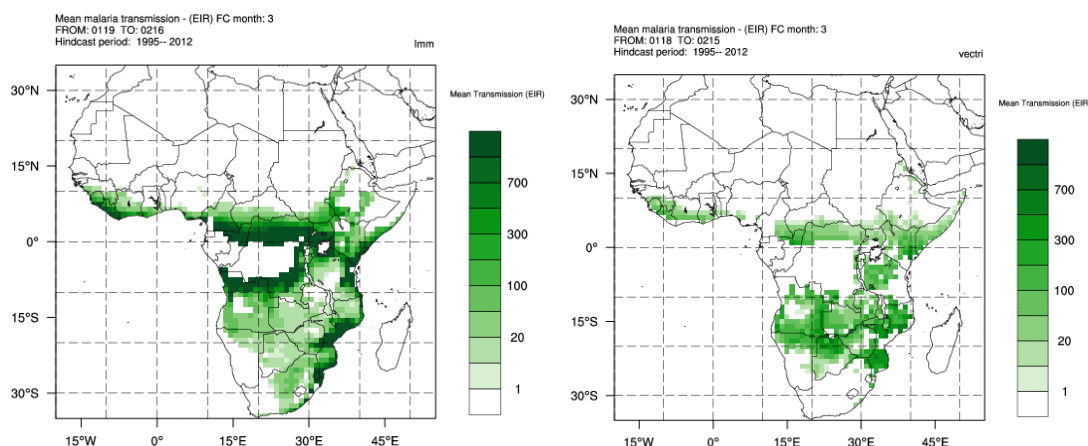 Mean malaria transmission - (EIR) FC month: 3
FROM: 0119 TO: 0216
Hindcast period: 1995-- 2012
lmm
Mean Transmission (EIR)
30°N
15°N
0°
15°S
30°S
15°W 0° 15°E 30°E 45°E
700
300
100
20
1
Mean malaria transmission - (EIR) FC month: 3
FROM: 0118 TO: 0215
Hindcast period: 1995-- 2012
vectri
Mean Transmission (EIR)
30°N
15°N
0°
15°S
30°S
15°W 0° 15°E 30°E 45°E
700
300
100
20
1